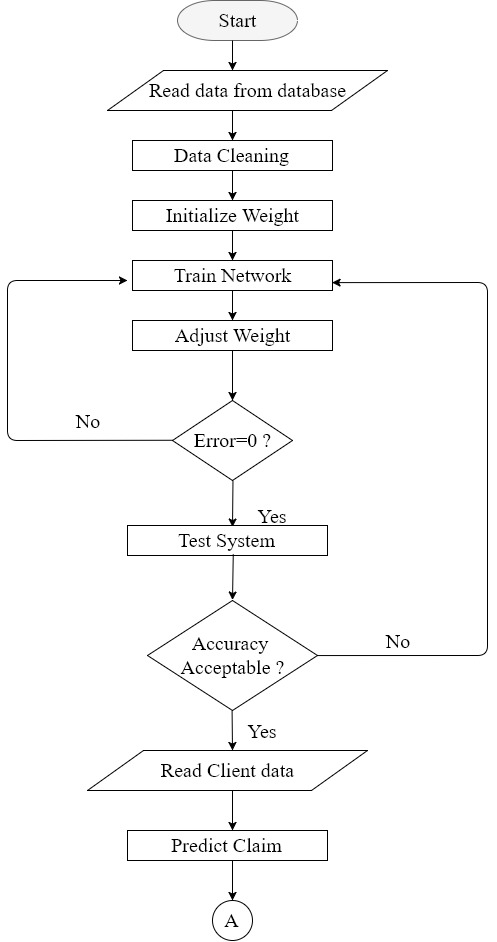 Start
Read data from database
Data Cleaning
Initialize Weight
Train Network
Adjust Weight
No
Error=0 ?
Yes
Test System
Accuracy
Acceptable ?
No
Yes
Read Client data
Predict Claim
A